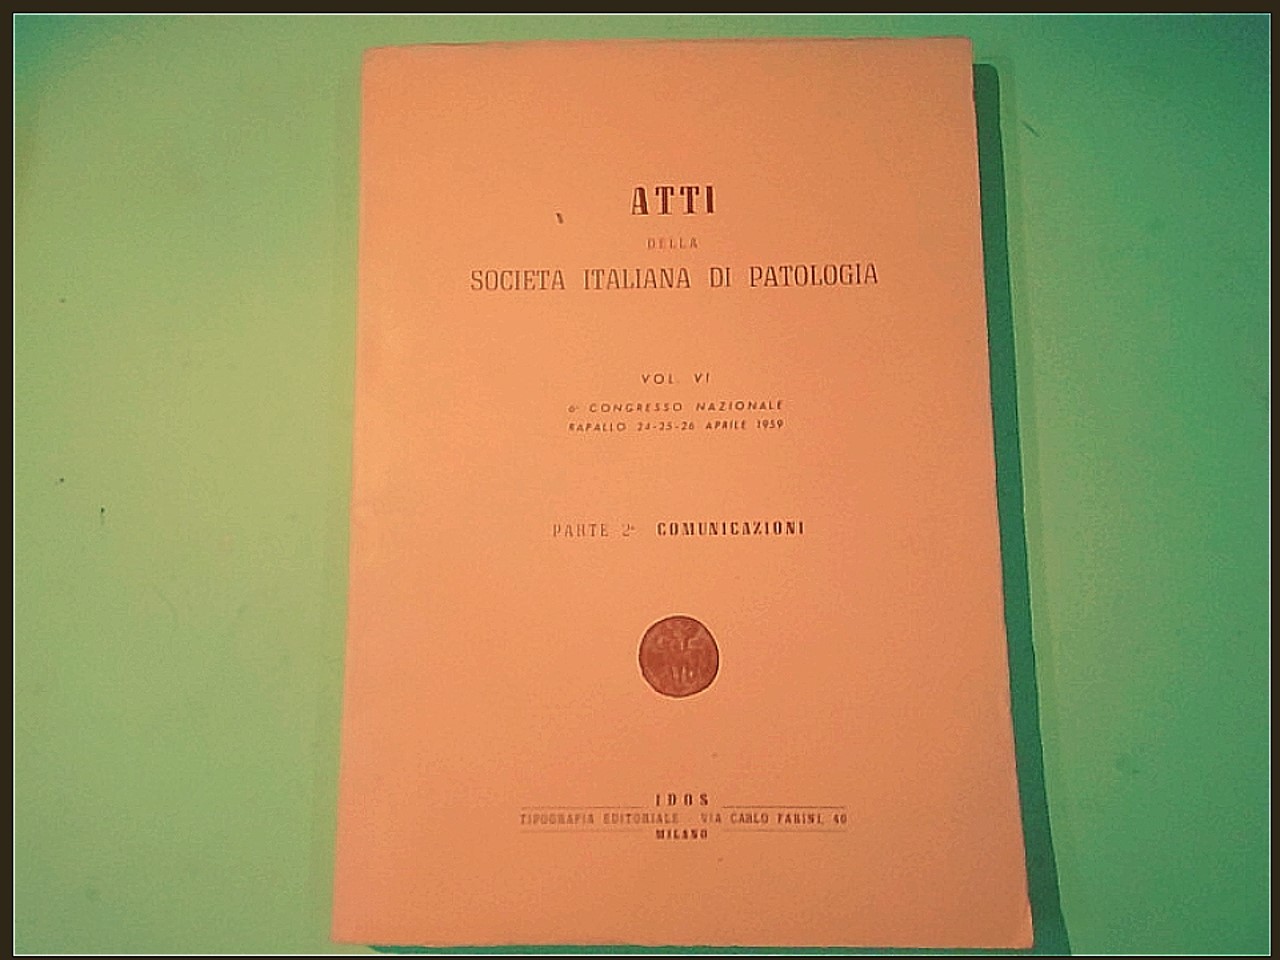 ATTI
DELLA
SOCIETA ITALIANA DI PATOLOGIA
VOL. VI
6° CONGRESSO NAZIONALE
RAPALLO 24-25-26 APRILE 1959
PARTE 2ª COMUNICAZIONI
IDOS
TIPOGRAFIA EDITORIALE - VIA CARLO FARINI, 40
MILANO